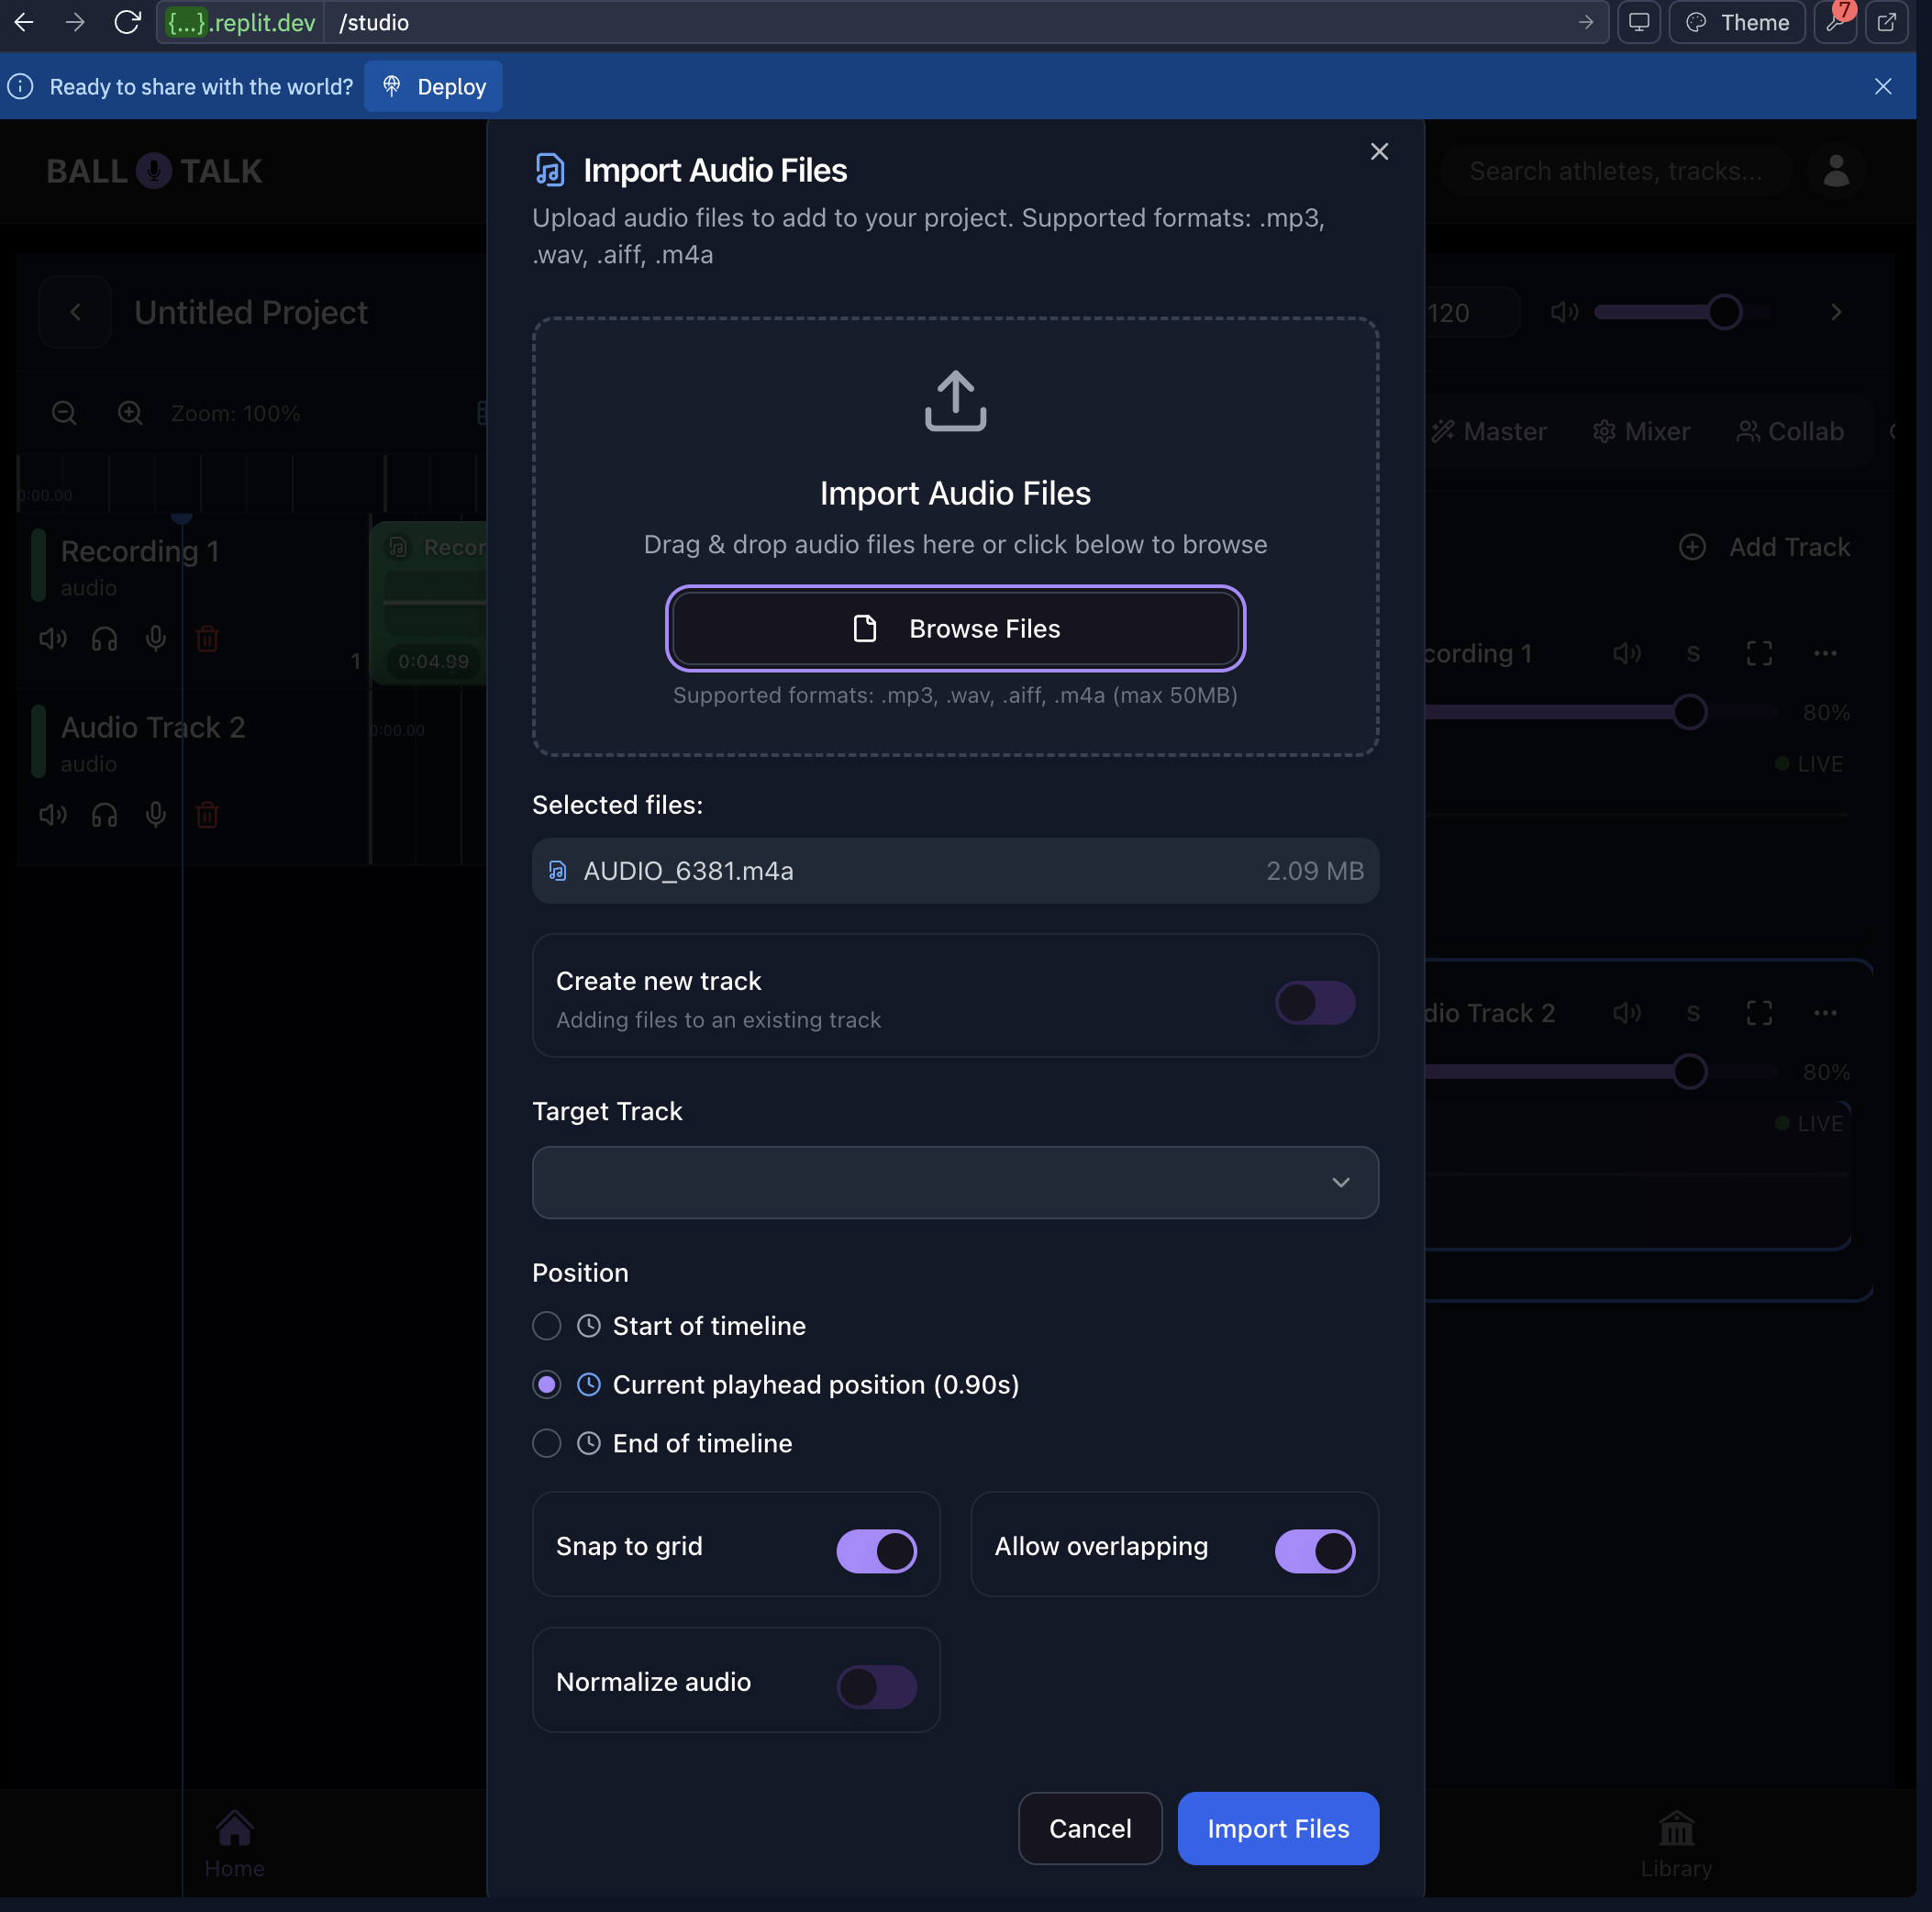 {...}.replit.dev /studio
Theme
7
Ready to share with the world?
Deploy
BALL TALK
Search athletes, tracks...
Import Audio Files
Upload audio files to add to your project. Supported formats: .mp3,
.wav, .aiff, .m4a
Untitled Project
120
Zoom: 100%
Master
Mixer
Collab
0:00.00
Import Audio Files
Drag & drop audio files here or click below to browse
Browse Files
Supported formats: .mp3, .wav, .aiff, .m4a (max 50MB)
Recording 1
audio
1
Recor
0:04.99
Audio Track 2
audio
0:00.00
Add Track
cording 1
S
80%
LIVE
Selected files:
AUDIO_6381.m4a
2.09 MB
Create new track
Adding files to an existing track
dio Track 2
S
80%
LIVE
Target Track
Position
Start of timeline
Current playhead position (0.90s)
End of timeline
Snap to grid
Allow overlapping
Normalize audio
Cancel
Import Files
Home
Library